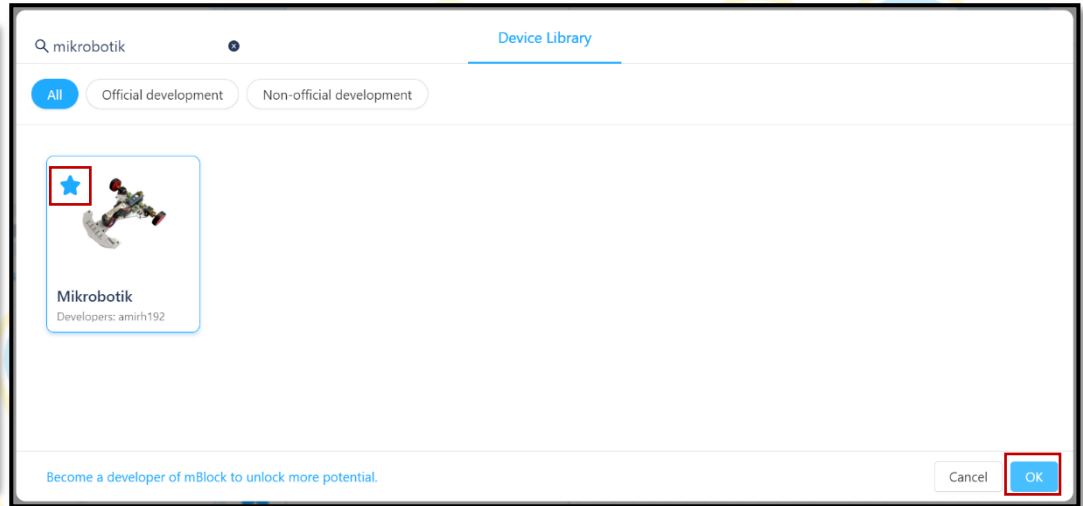 mikrobotik
Device Library
All
Official development
Non-official development
Mikrobotik
Developers: amirh192
Become a developer of mBlock to unlock more potential.
Cancel
OK